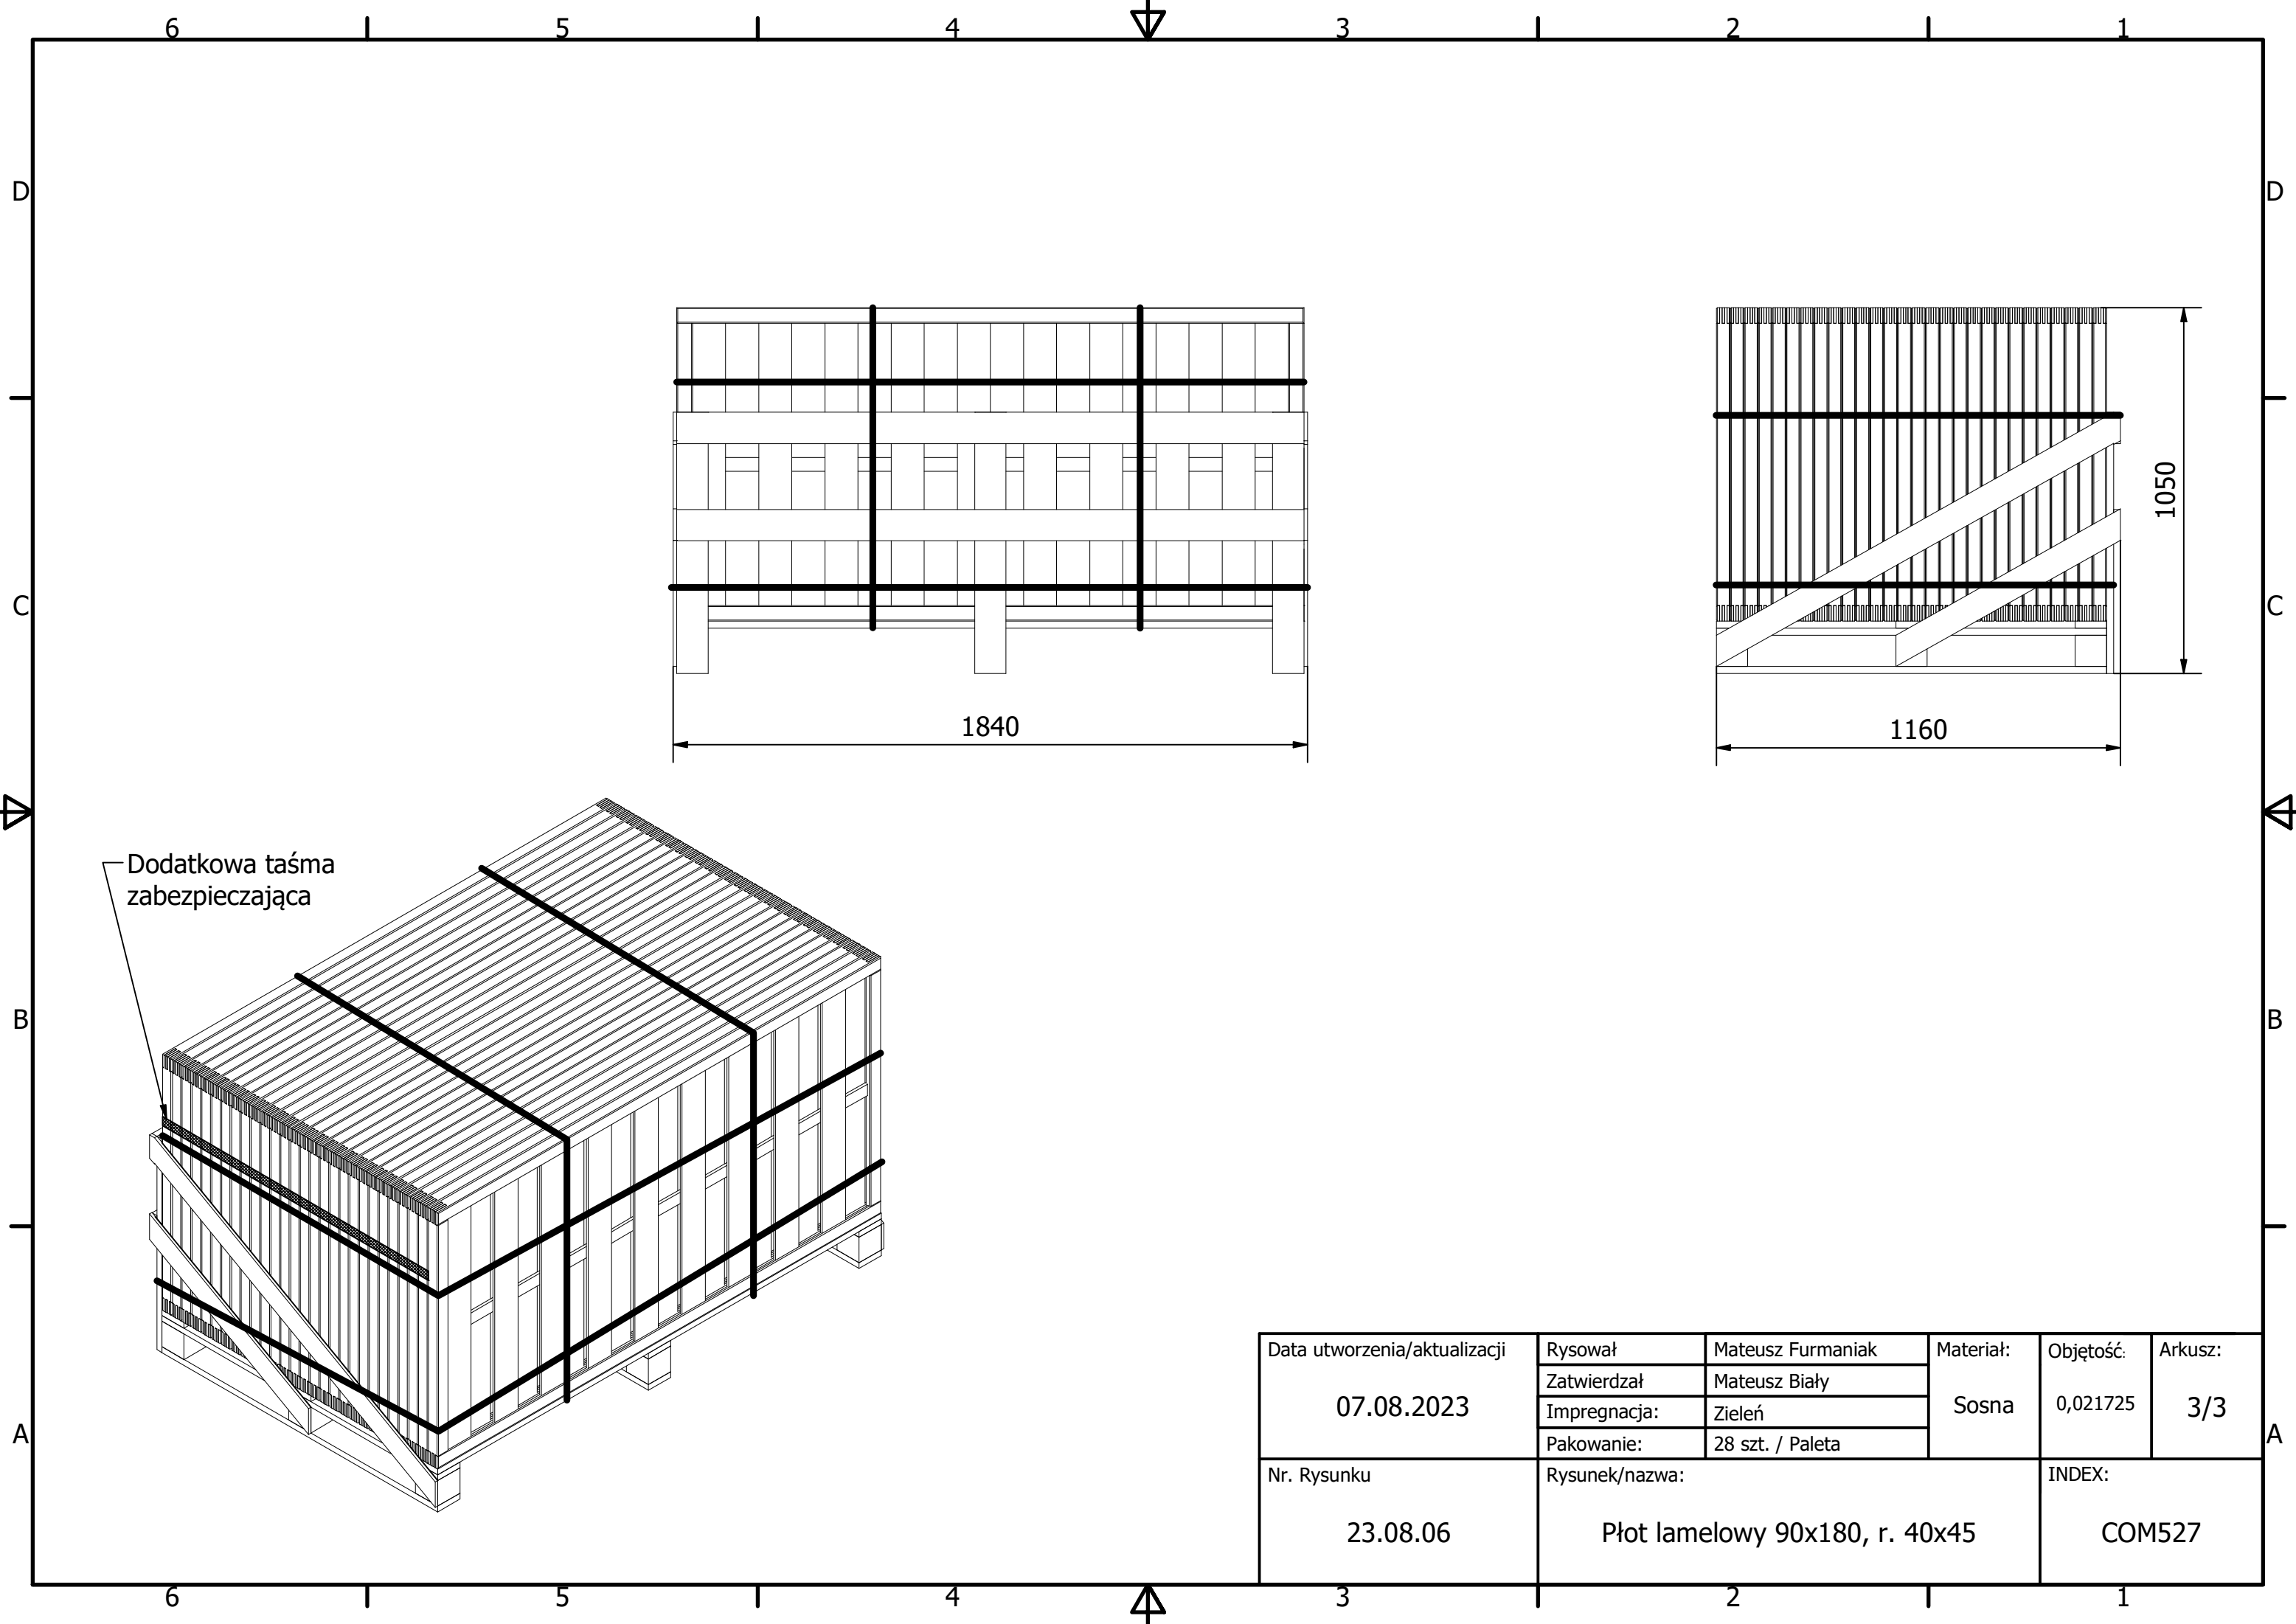 6 5 4 3 2 1
D D
1050
C C
1840
1160
Dodatkowa taśma
zabezpieczająca
B B
Data utworzenia/aktualizacji
07.08.2023
Rysował Mateusz Furmaniak
Zatwierdzał Mateusz Biały
Impregnacja: Zieleń
Pakowanie: 28 szt. / Paleta
Materiał:
Sosna
Objętość:
0,021725
Arkusz:
3/3
A A
Nr. Rysunku
23.08.06
Rysunek/nazwa:
Płot lamelowy 90x180, r. 40x45
INDEX:
COM527
6 5 4 3 2 1